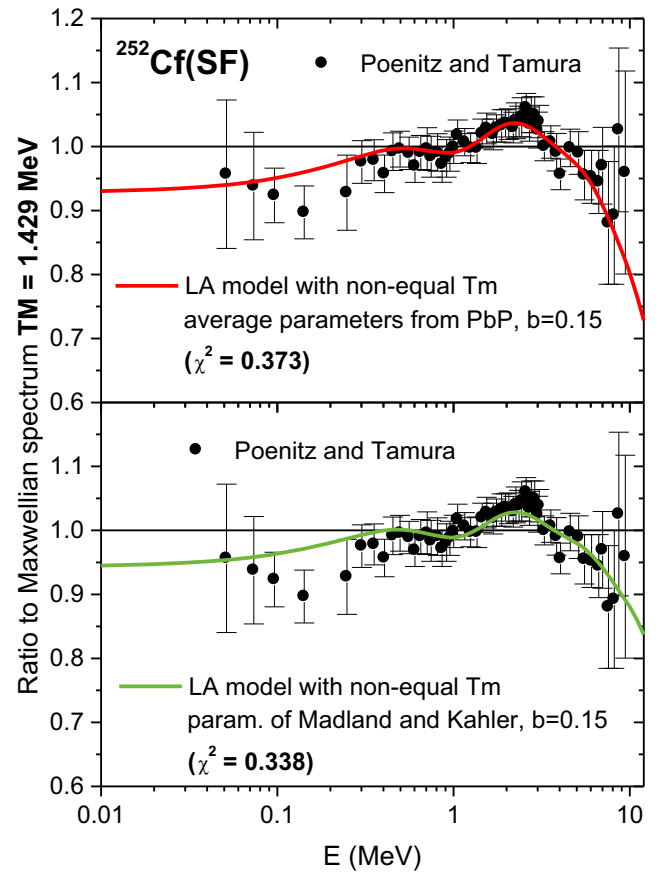 Ratio to Maxwellian spectrum TM = 1.429 MeV
1.2
1.1
1.0
0.9
0.8
0.7
0.6
²⁵²Cf(SF)
Poenitz and Tamura
LA model with non-equal Tm
average parameters from PbP, b=0.15
(χ² = 0.373)
1.1
1.0
0.9
0.8
0.7
0.6
Poenitz and Tamura
LA model with non-equal Tm
param. of Madland and Kahler, b=0.15
(χ² = 0.338)
0.01 0.1 1 10
E (MeV)